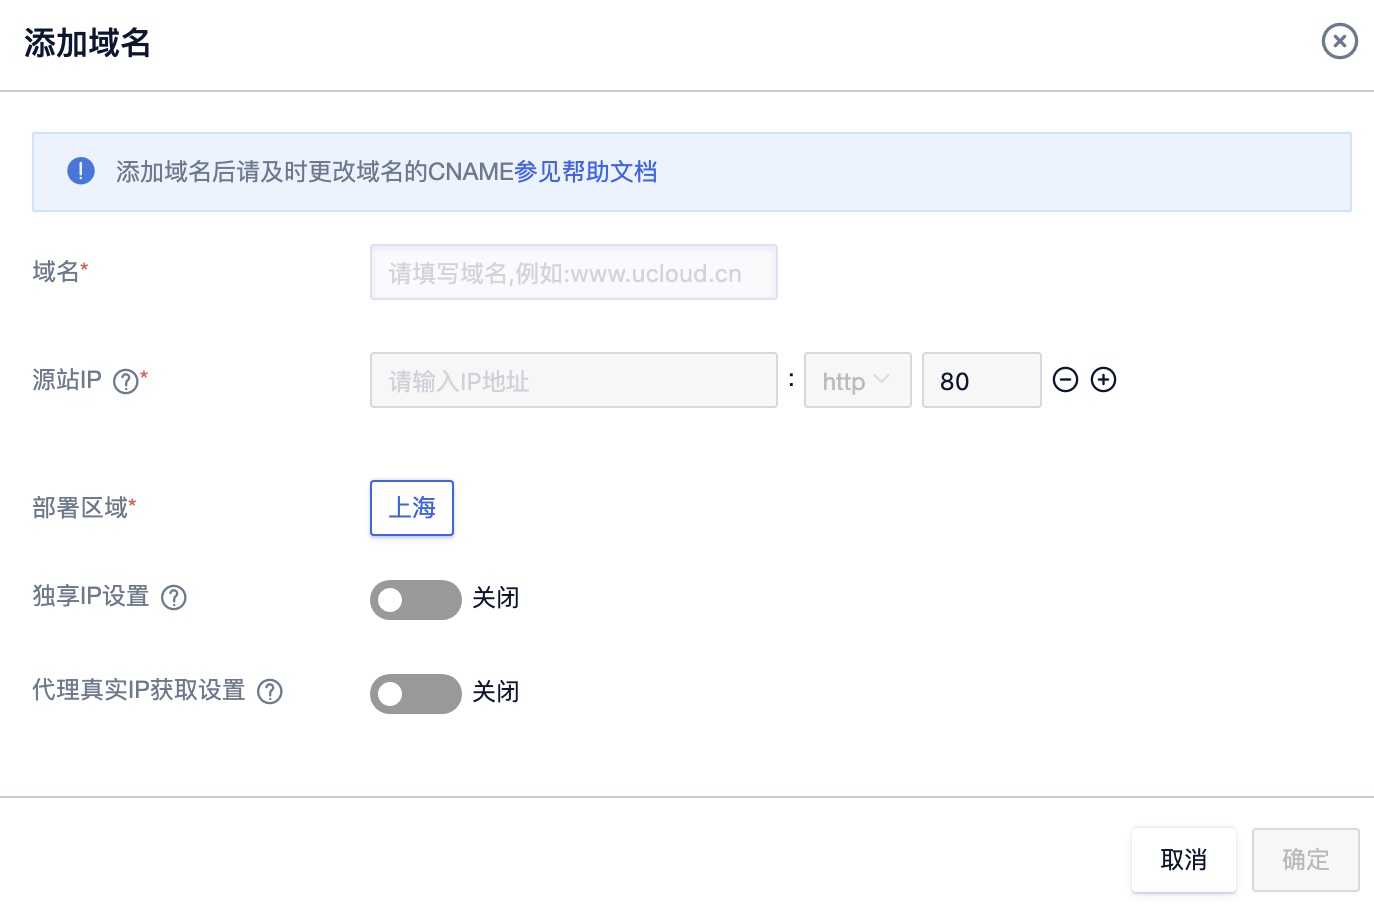 添加域名
添加域名后请及时更改域名的CNAME参见帮助文档
域名*
请填写域名,例如:www.ucloud.cn
源站IP ?*
请输入IP地址
:
http
80
部署区域*
上海
独享IP设置 ?
关闭
代理真实IP获取设置 ?
关闭
取消
确定